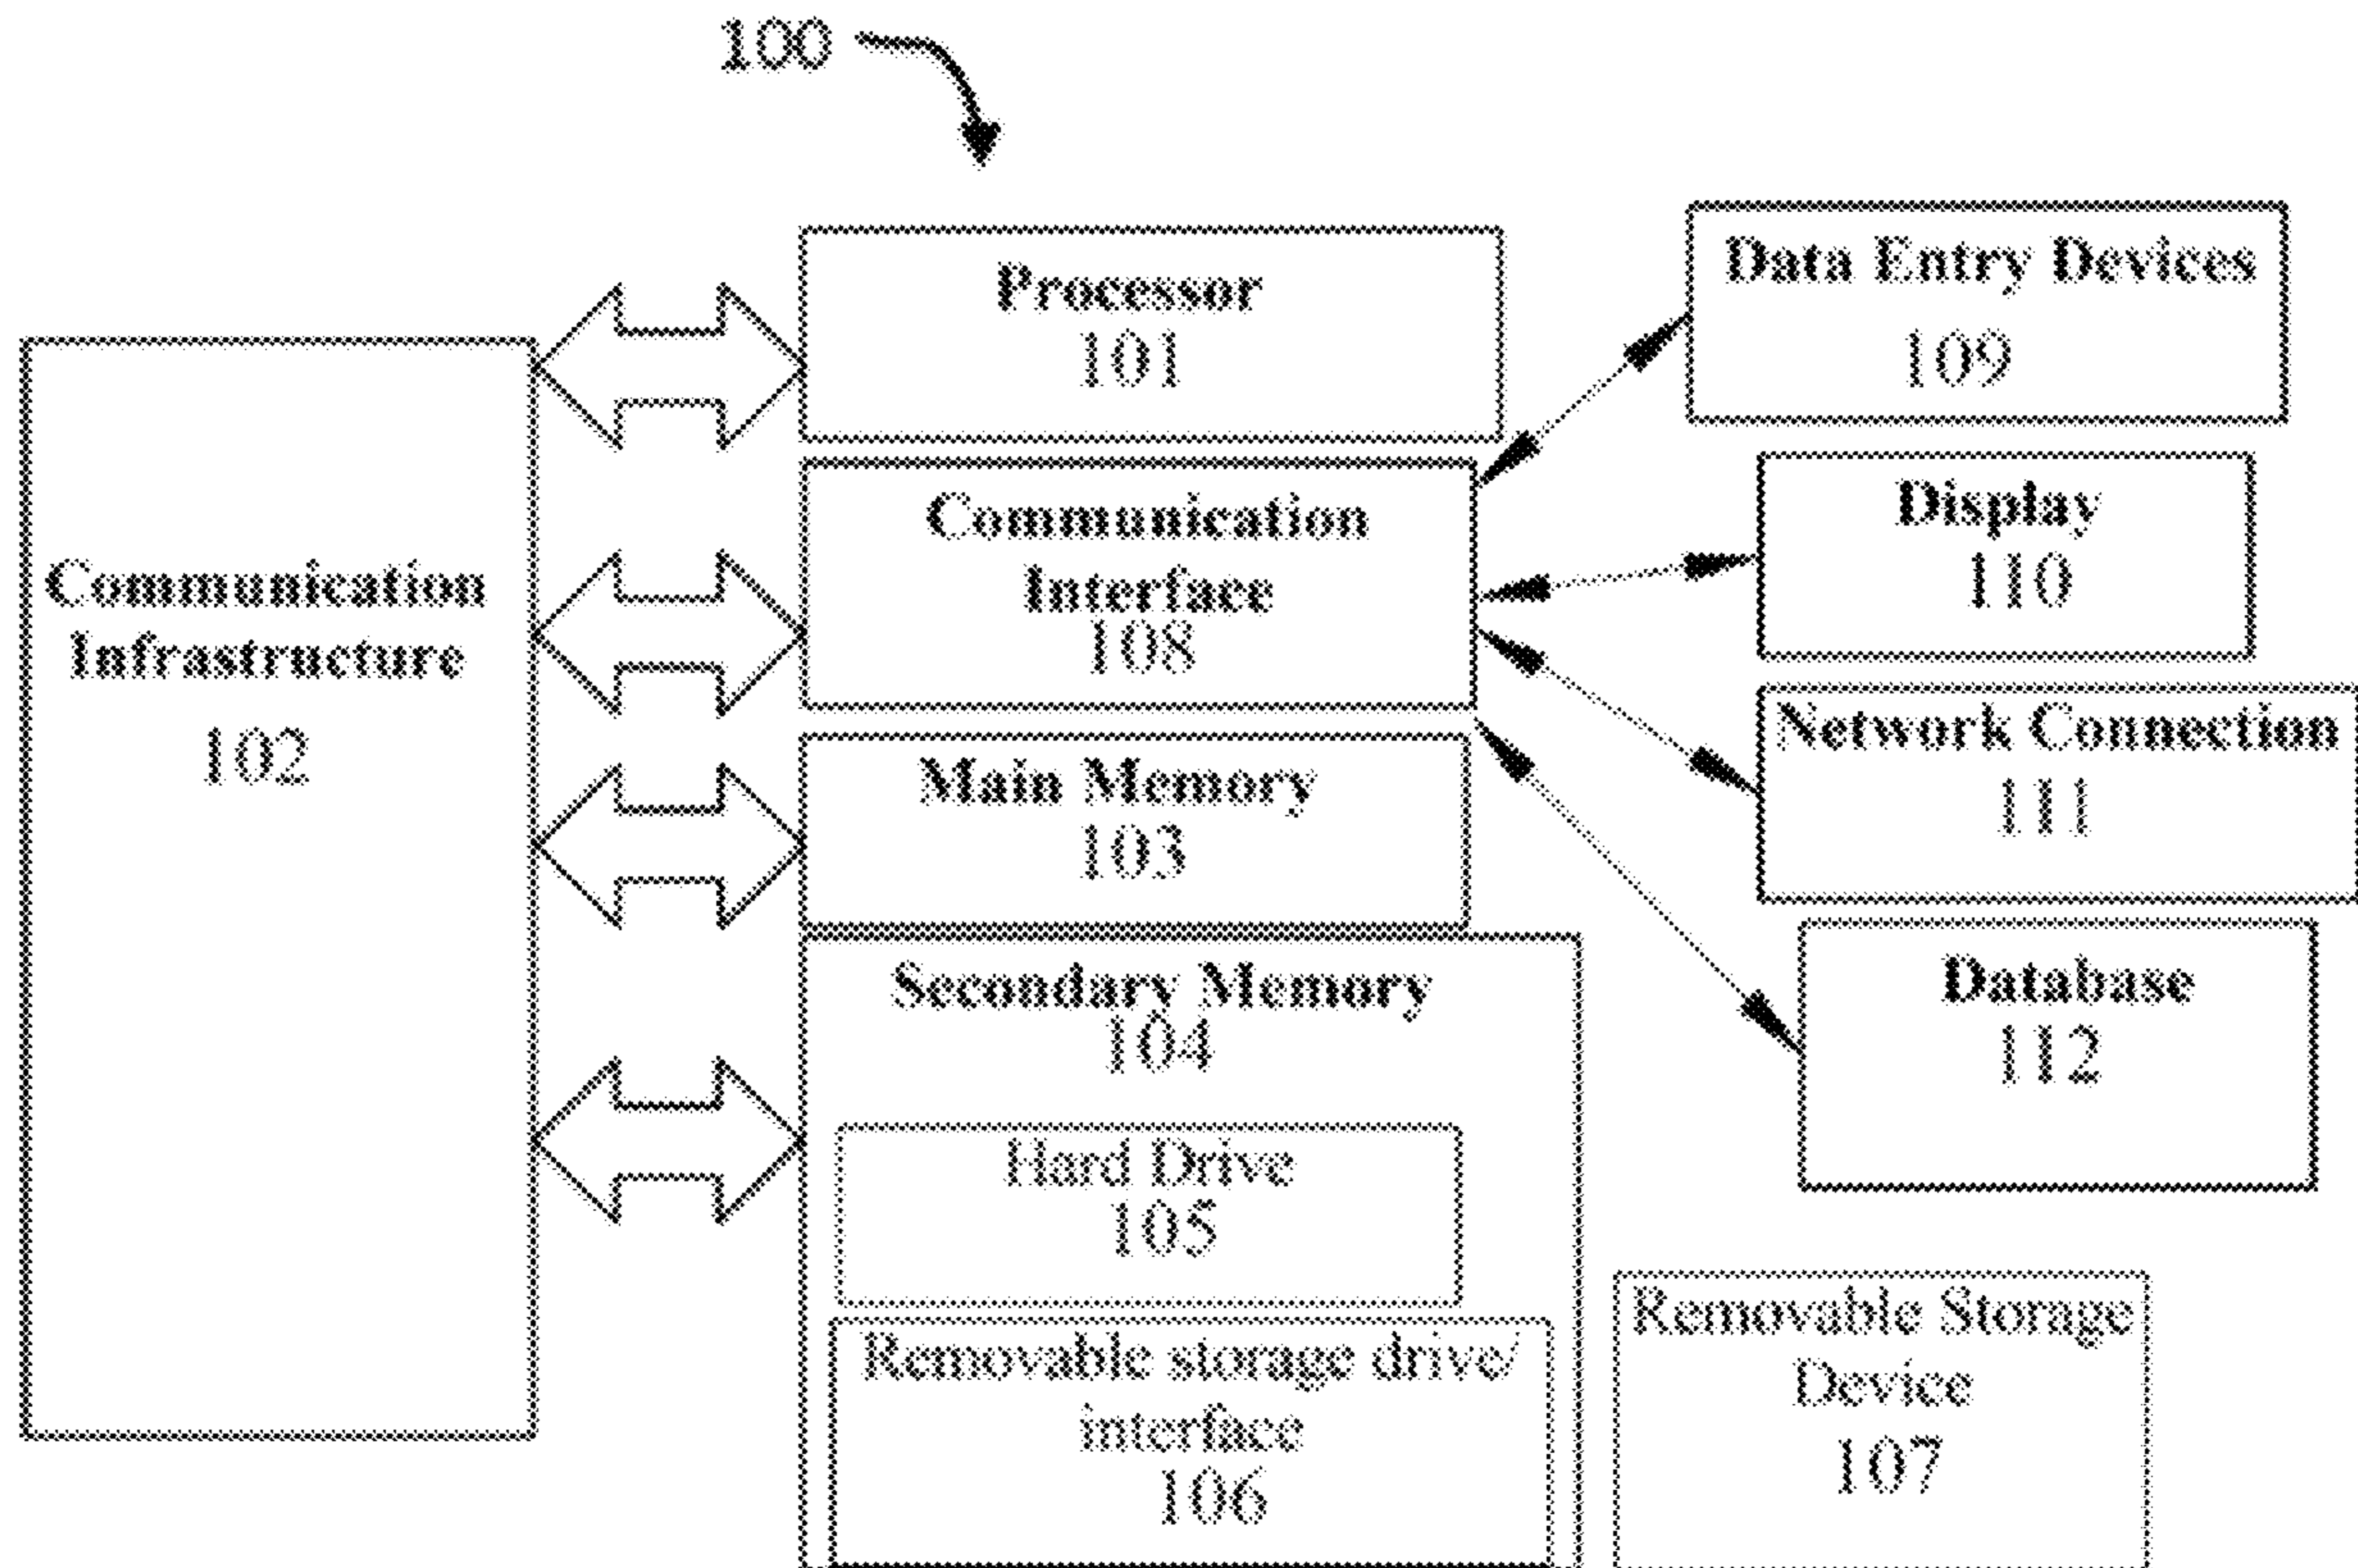 100
Processor
101
Data Entry Devices
109
Communication
Interface
108
Display
110
Communication
Infrastructure
102
Network Connection
111
Main Memory
103
Database
112
Secondary Memory
104
Hard Drive
105
Removable storage drive/
interface
106
Removable Storage
Device
107